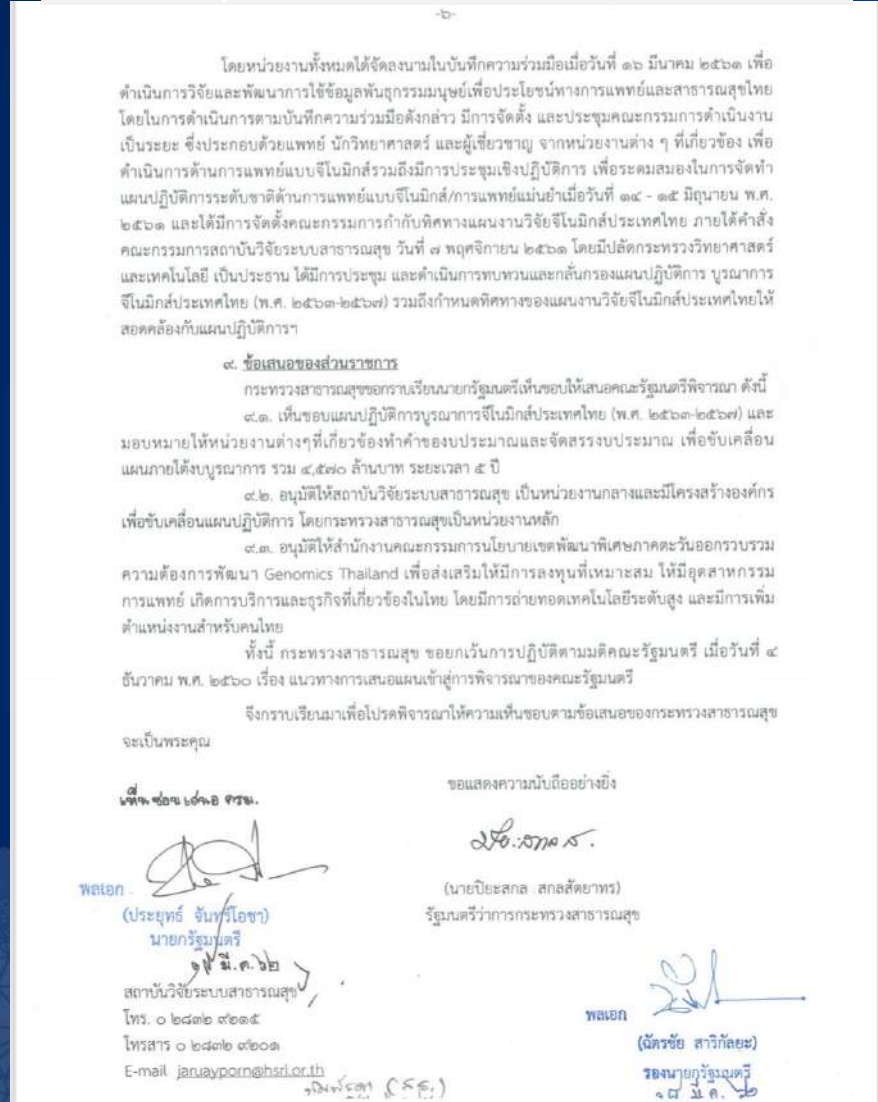 -๖-
โดยหน่วยงานทั้งหมดได้จัดลงนามในบันทึกความร่วมมือเมื่อวันที่ ๑๖ มีนาคม ๒๕๖๑ เพื่อ
ดำเนินการวิจัยและพัฒนาการใช้ข้อมูลพันธุกรรมมนุษย์เพื่อประโยชน์ทางการแพทย์และสาธารณสุขไทย
โดยในการดำเนินการตามบันทึกความร่วมมือดังกล่าว มีการจัดตั้ง และประชุมคณะกรรมการดำเนินงาน
เป็นระยะ ซึ่งประกอบด้วยแพทย์ นักวิทยาศาสตร์ และผู้เชี่ยวชาญ จากหน่วยงานต่าง ๆ ที่เกี่ยวข้อง เพื่อ
ดำเนินการด้านการแพทย์แบบจีโนมิกส์รวมถึงมีการประชุมเชิงปฏิบัติการ เพื่อระดมสมองในการจัดทำ
แผนปฏิบัติการระดับชาติด้านการแพทย์แบบจีโนมิกส์/การแพทย์แม่นยำเมื่อวันที่ ๑๔ - ๑๕ มิถุนายน พ.ศ.
๒๕๖๑ และได้มีการจัดตั้งคณะกรรมการกำกับทิศทางแผนงานวิจัยจีโนมิกส์ประเทศไทย ภายใต้คำสั่ง
คณะกรรมการสถาบันวิจัยระบบสาธารณสุข วันที่ ๗ พฤศจิกายน ๒๕๖๑ โดยมีปลัดกระทรวงวิทยาศาสตร์
และเทคโนโลยี เป็นประธาน ได้มีการประชุม และดำเนินการทบทวนและกลั่นกรองแผนปฏิบัติการ บูรณาการ
จีโนมิกส์ประเทศไทย (พ.ศ. ๒๕๖๓-๒๕๖๗) รวมถึงกำหนดทิศทางของแผนงานวิจัยจีโนมิกส์ประเทศไทยให้
สอดคล้องกับแผนปฏิบัติการฯ
๙. ข้อเสนอของส่วนราชการ
กระทรวงสาธารณสุขขอกราบเรียนนายกรัฐมนตรีเห็นชอบให้เสนอคณะรัฐมนตรีพิจารณา ดังนี้
๙.๑. เห็นชอบแผนปฏิบัติการบูรณาการจีโนมิกส์ประเทศไทย (พ.ศ. ๒๕๖๓-๒๕๖๗) และ
มอบหมายให้หน่วยงานต่างๆที่เกี่ยวข้องทำคำของบประมาณและจัดสรรงบประมาณ เพื่อขับเคลื่อน
แผนภายใต้งบบูรณาการ รวม ๔,๕๗๐ ล้านบาท ระยะเวลา ๕ ปี
๙.๒. อนุมัติให้สถาบันวิจัยระบบสาธารณสุข เป็นหน่วยงานกลางและมีโครงสร้างองค์กร
เพื่อขับเคลื่อนแผนปฏิบัติการ โดยกระทรวงสาธารณสุขเป็นหน่วยงานหลัก
๙.๓. อนุมัติให้สำนักงานคณะกรรมการนโยบายเขตพัฒนาพิเศษภาคตะวันออกรวบรวม
ความต้องการพัฒนา Genomics Thailand เพื่อส่งเสริมให้มีการลงทุนที่เหมาะสม ให้มีอุตสาหกรรม
การแพทย์ เกิดการบริการและธุรกิจที่เกี่ยวข้องในไทย โดยมีการถ่ายทอดเทคโนโลยีระดับสูง และมีการเพิ่ม
ตำแหน่งงานสำหรับคนไทย
ทั้งนี้ กระทรวงสาธารณสุข ขอยกเว้นการปฏิบัติตามมติคณะรัฐมนตรี เมื่อวันที่ ๔
ธันวาคม พ.ศ. ๒๕๖๐ เรื่อง แนวทางการเสนอแผนเข้าสู่การพิจารณาของคณะรัฐมนตรี
จึงกราบเรียนมาเพื่อโปรดพิจารณาให้ความเห็นชอบตามข้อเสนอของกระทรวงสาธารณสุข
จะเป็นพระคุณ
ขอแสดงความนับถืออย่างยิ่ง
เห็นชอบเสนอ ครม.
(นายปิยะสกล สกลสัตยาทร)
รัฐมนตรีว่าการกระทรวงสาธารณสุข
พลเอก
(ประยุทธ์ จันทร์โอชา)
นายกรัฐมนตรี
๑๙ มี.ค.๖๒
สถาบันวิจัยระบบสาธารณสุข
โทร. ๐ ๒๘๓๒ ๙๒๑๕
โทรสาร ๐ ๒๘๓๒ ๙๒๐๑
E-mail jaruayporn@hsri.or.th
พลเอก
(ฉัตรชัย สาริกัลยะ)
รองนายกรัฐมนตรี
๑๘ มี.ค. ๖๒